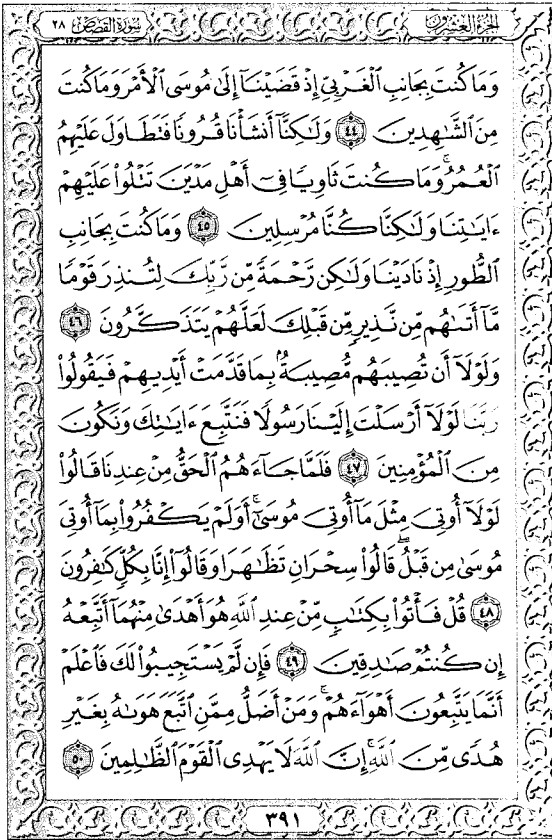 سورة القصص ٢٨
الجزء العشرون
وَمَا كُنتَ بِجَانِبِ ٱلْغَرْبِيِّ إِذْ قَضَيْنَآ إِلَىٰ مُوسَى ٱلْأَمْرَ وَمَا كُنتَ
مِنَ ٱلشَّٰهِدِينَ ٤٤ وَلَٰكِنَّآ أَنشَأْنَا قُرُونًا فَتَطَاوَلَ عَلَيْهِمُ
ٱلْعُمُرُ ۚ وَمَا كُنتَ ثَاوِيًا فِىٓ أَهْلِ مَدْيَنَ تَتْلُوا۟ عَلَيْهِمْ
ءَايَٰتِنَا وَلَٰكِنَّا كُنَّا مُرْسِلِينَ ٤٥ وَمَا كُنتَ بِجَانِبِ
ٱلطُّورِ إِذْ نَادَيْنَا وَلَٰكِن رَّحْمَةً مِّن رَّبِّكَ لِتُنذِرَ قَوْمًا
مَّآ أَتَىٰهُم مِّن نَّذِيرٍ مِّن قَبْلِكَ لَعَلَّهُمْ يَتَذَكَّرُونَ ٤٦
وَلَوْلَآ أَن تُصِيبَهُم مُّصِيبَةٌۢ بِمَا قَدَّمَتْ أَيْدِيهِمْ فَيَقُولُوا۟
رَبَّنَا لَوْلَآ أَرْسَلْتَ إِلَيْنَا رَسُولًا فَنَتَّبِعَ ءَايَٰتِكَ وَنَكُونَ
مِنَ ٱلْمُؤْمِنِينَ ٤٧ فَلَمَّا جَآءَهُمُ ٱلْحَقُّ مِنْ عِندِنَا قَالُوا۟
لَوْلَآ أُوتِىَ مِثْلَ مَآ أُوتِىَ مُوسَىٰٓ ۚ أَوَلَمْ يَكْفُرُوا۟ بِمَآ أُوتِىَ
مُوسَىٰ مِن قَبْلُ ۖ قَالُوا۟ سِحْرَانِ تَظَٰهَرَا وَقَالُوٓا۟ إِنَّا بِكُلٍّ كَٰفِرُونَ
٤٨ قُلْ فَأْتُوا۟ بِكِتَٰبٍ مِّنْ عِندِ ٱللَّهِ هُوَ أَهْدَىٰ مِنْهُمَآ أَتَّبِعْهُ
إِن كُنتُمْ صَٰدِقِينَ ٤٩ فَإِن لَّمْ يَسْتَجِيبُوا۟ لَكَ فَٱعْلَمْ
أَنَّمَا يَتَّبِعُونَ أَهْوَآءَهُمْ ۚ وَمَنْ أَضَلُّ مِمَّنِ ٱتَّبَعَ هَوَىٰهُ بِغَيْرِ
هُدًى مِّنَ ٱللَّهِ ۚ إِنَّ ٱللَّهَ لَا يَهْدِى ٱلْقَوْمَ ٱلظَّٰلِمِينَ ٥٠
٣٩١